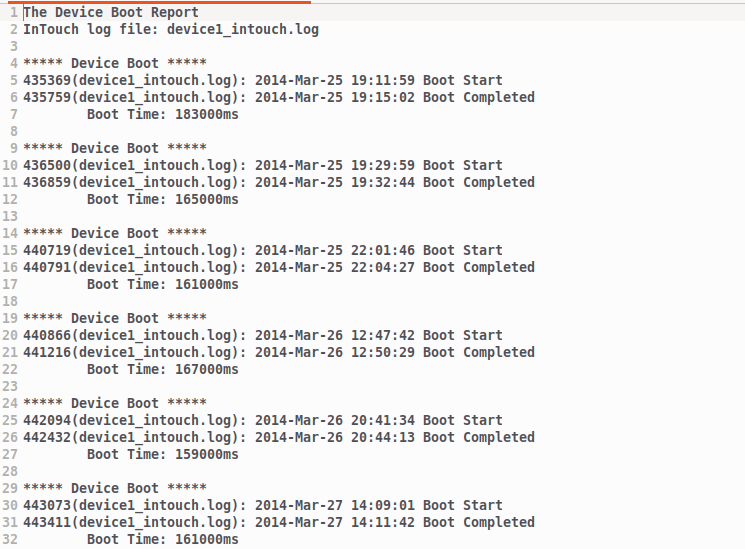 1 The Device Boot Report
2 InTouch log file: device1_intouch.log
3
4 ***** Device Boot *****
5 435369(device1_intouch.log): 2014-Mar-25 19:11:59 Boot Start
6 435759(device1_intouch.log): 2014-Mar-25 19:15:02 Boot Completed
7         Boot Time: 183000ms
8
9 ***** Device Boot *****
10 436500(device1_intouch.log): 2014-Mar-25 19:29:59 Boot Start
11 436859(device1_intouch.log): 2014-Mar-25 19:32:44 Boot Completed
12         Boot Time: 165000ms
13
14 ***** Device Boot *****
15 440719(device1_intouch.log): 2014-Mar-25 22:01:46 Boot Start
16 440791(device1_intouch.log): 2014-Mar-25 22:04:27 Boot Completed
17         Boot Time: 161000ms
18
19 ***** Device Boot *****
20 440866(device1_intouch.log): 2014-Mar-26 12:47:42 Boot Start
21 441216(device1_intouch.log): 2014-Mar-26 12:50:29 Boot Completed
22         Boot Time: 167000ms
23
24 ***** Device Boot *****
25 442094(device1_intouch.log): 2014-Mar-26 20:41:34 Boot Start
26 442432(device1_intouch.log): 2014-Mar-26 20:44:13 Boot Completed
27         Boot Time: 159000ms
28
29 ***** Device Boot *****
30 443073(device1_intouch.log): 2014-Mar-27 14:09:01 Boot Start
31 443411(device1_intouch.log): 2014-Mar-27 14:11:42 Boot Completed
32         Boot Time: 161000ms